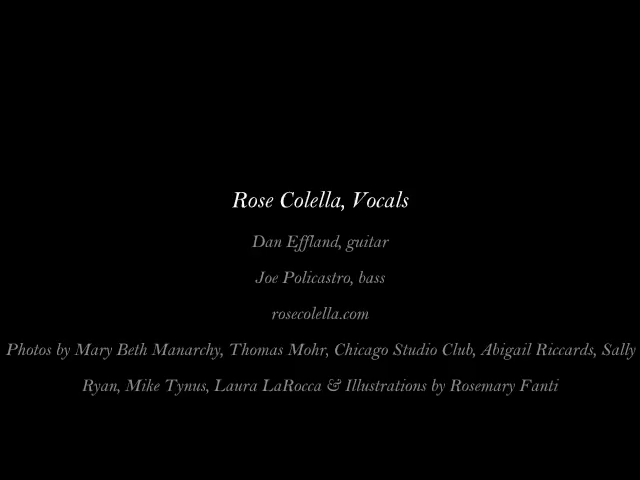 Rose Colella, Vocals
Dan Effland, guitar
Joe Policastro, bass
rosecolella.com
Photos by Mary Beth Manarchy, Thomas Mohr, Chicago Studio Club, Abigail Riccards, Sally
Ryan, Mike Tynus, Laura LaRocca & Illustrations by Rosemary Fanti